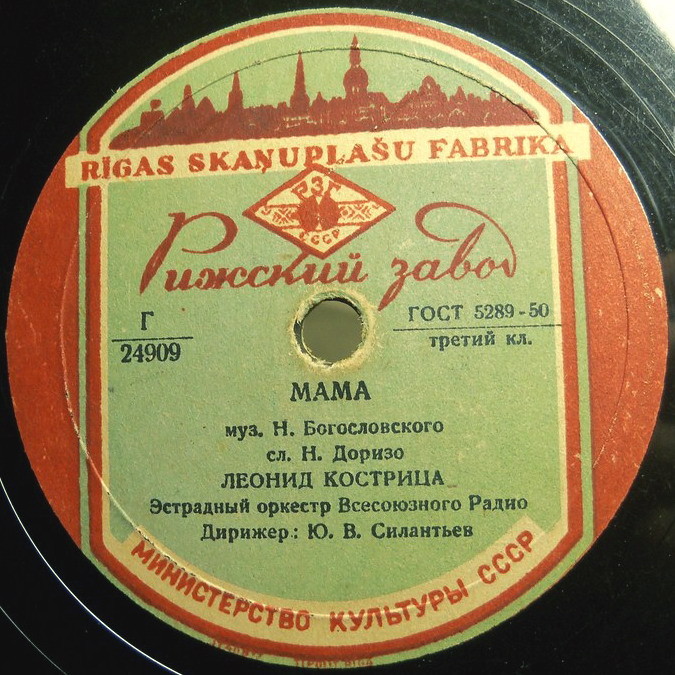 RĪGAS SKAŅUPLAŠU FABRIKA
РЗГ
СССР
Рижский завод
Г
24909
ГОСТ 5289-50
третий кл.
МАМА
муз. Н. Богословского
сл. Н. Доризо
ЛЕОНИД КОСТРИЦА
Эстрадный оркестр Всесоюзного Радио
Дирижер: Ю. В. Силантьев
МИНИСТЕРСТВО КУЛЬТУРЫ СССР